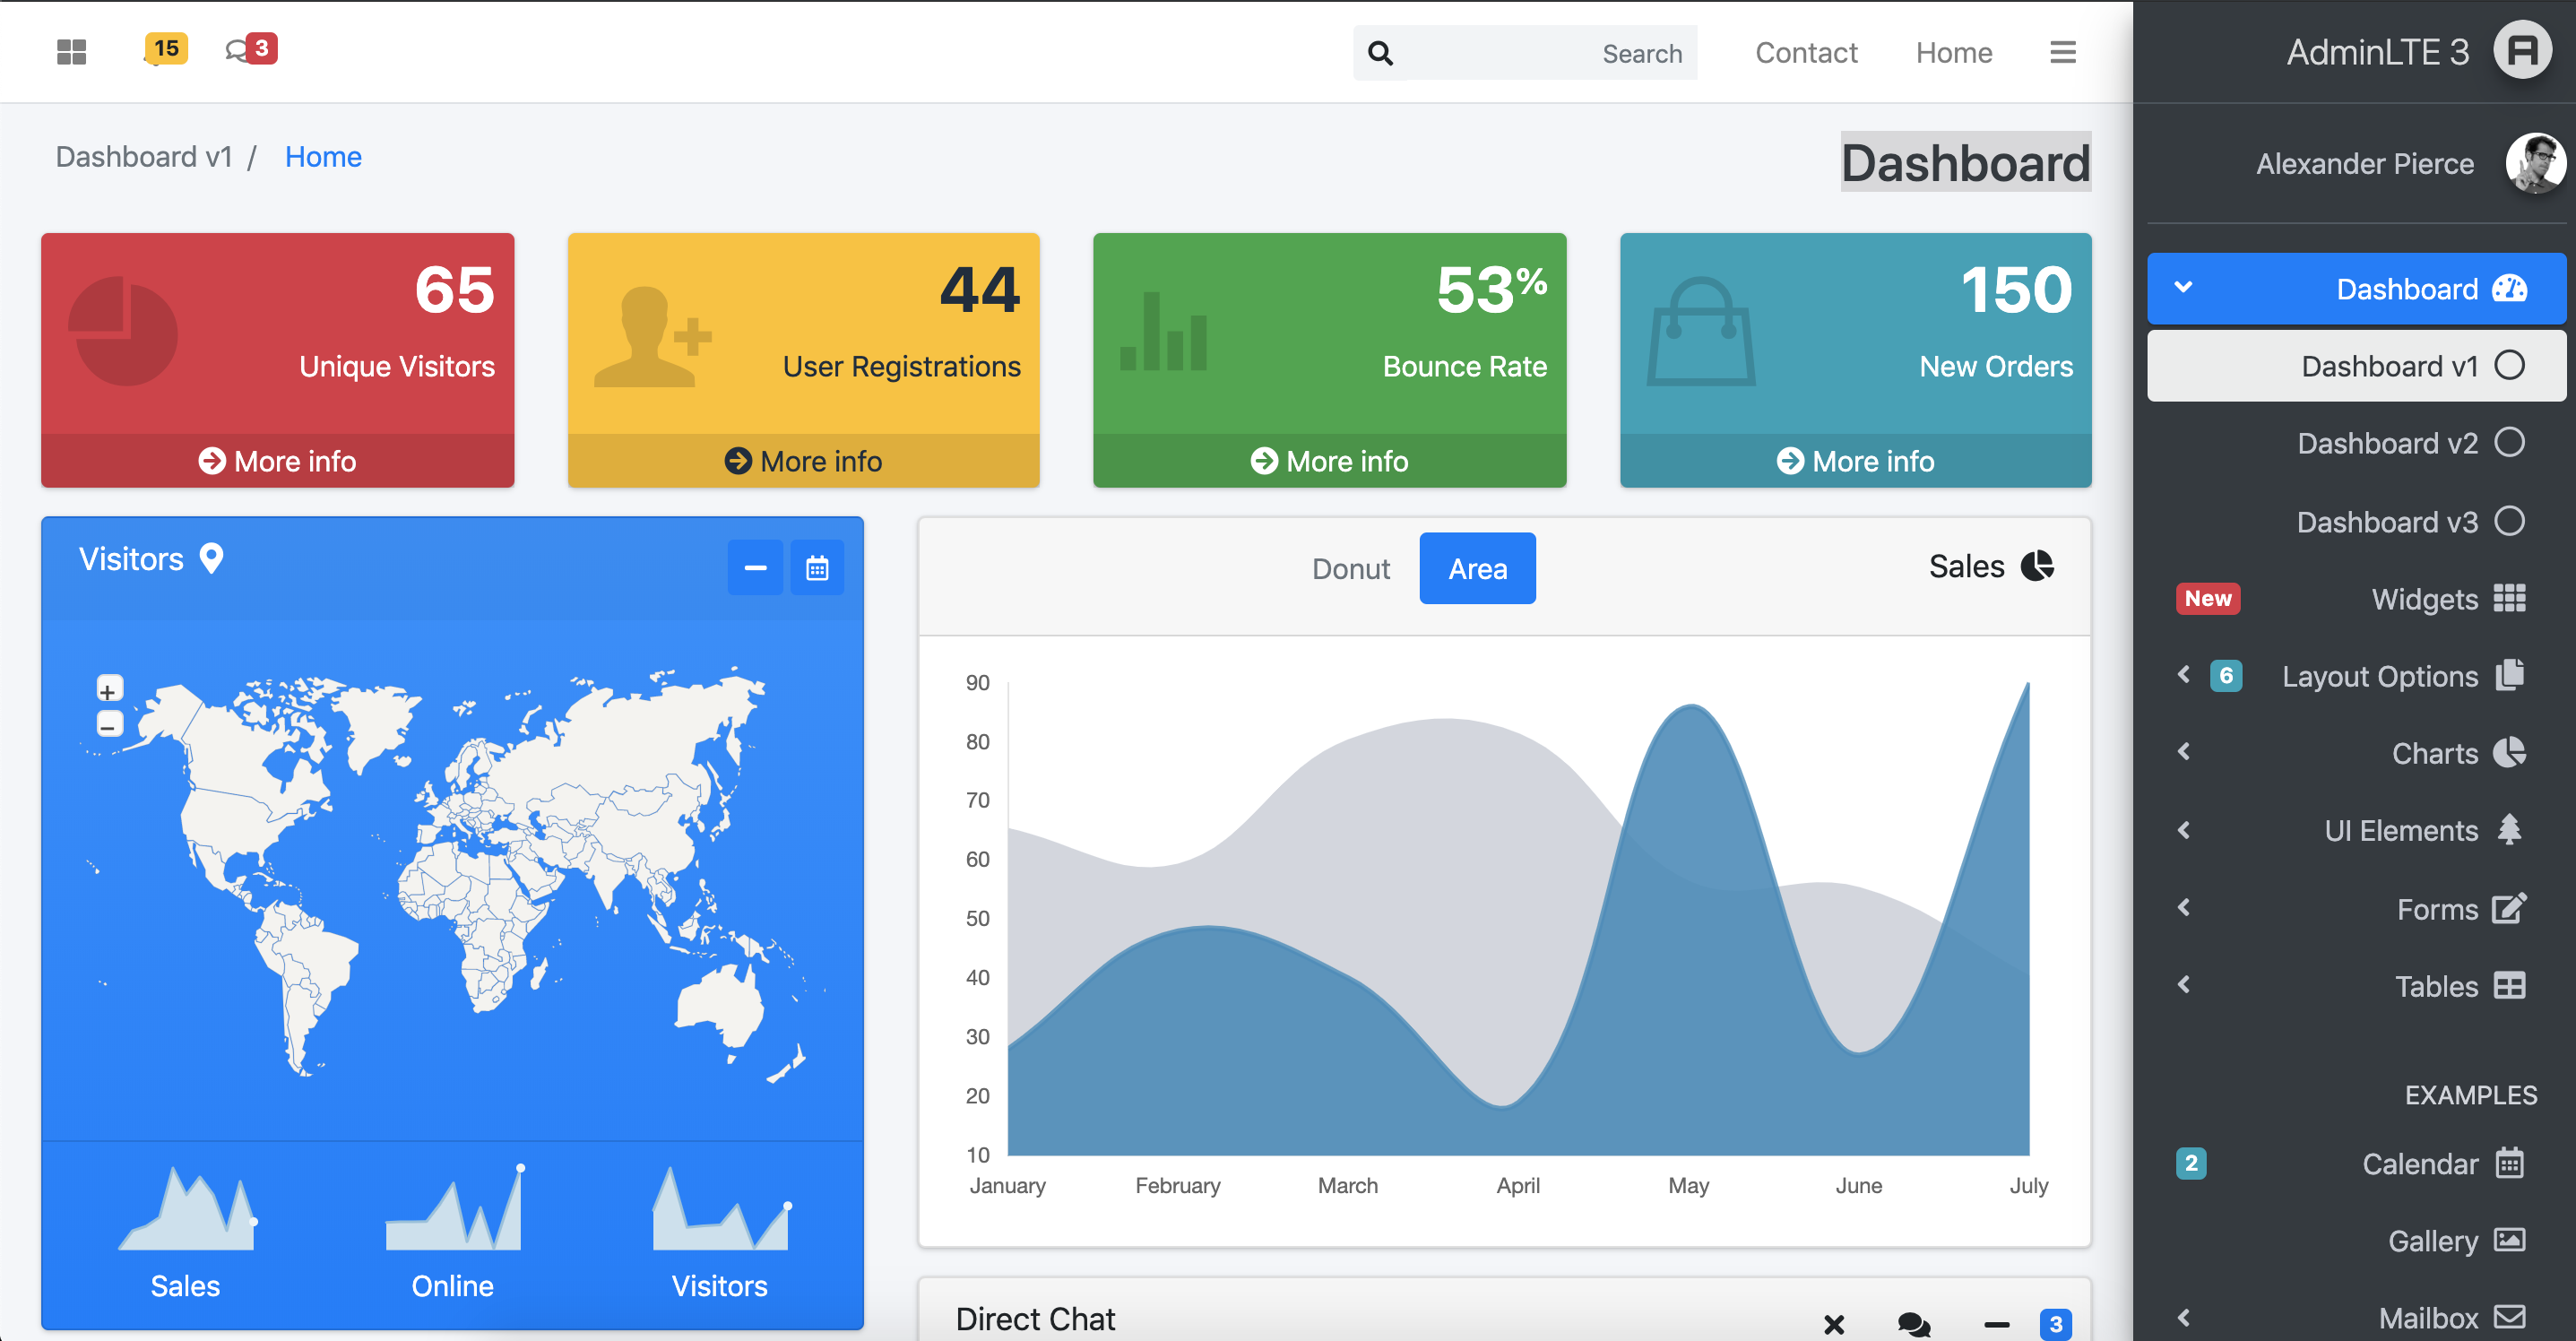 15
3
Search
Contact
Home
AdminLTE 3
Alexander Pierce
Dashboard v1 / Home
Dashboard
65
Unique Visitors
More info
44
User Registrations
More info
53%
Bounce Rate
More info
150
New Orders
More info
Visitors
+
−
Sales
Online
Visitors
Donut
Area
Sales
90
80
70
60
50
40
30
20
10
January
February
March
April
May
June
July
Direct Chat
3
Dashboard
Dashboard v1
Dashboard v2
Dashboard v3
New
Widgets
6
Layout Options
Charts
UI Elements
Forms
Tables
EXAMPLES
2
Calendar
Gallery
Mailbox